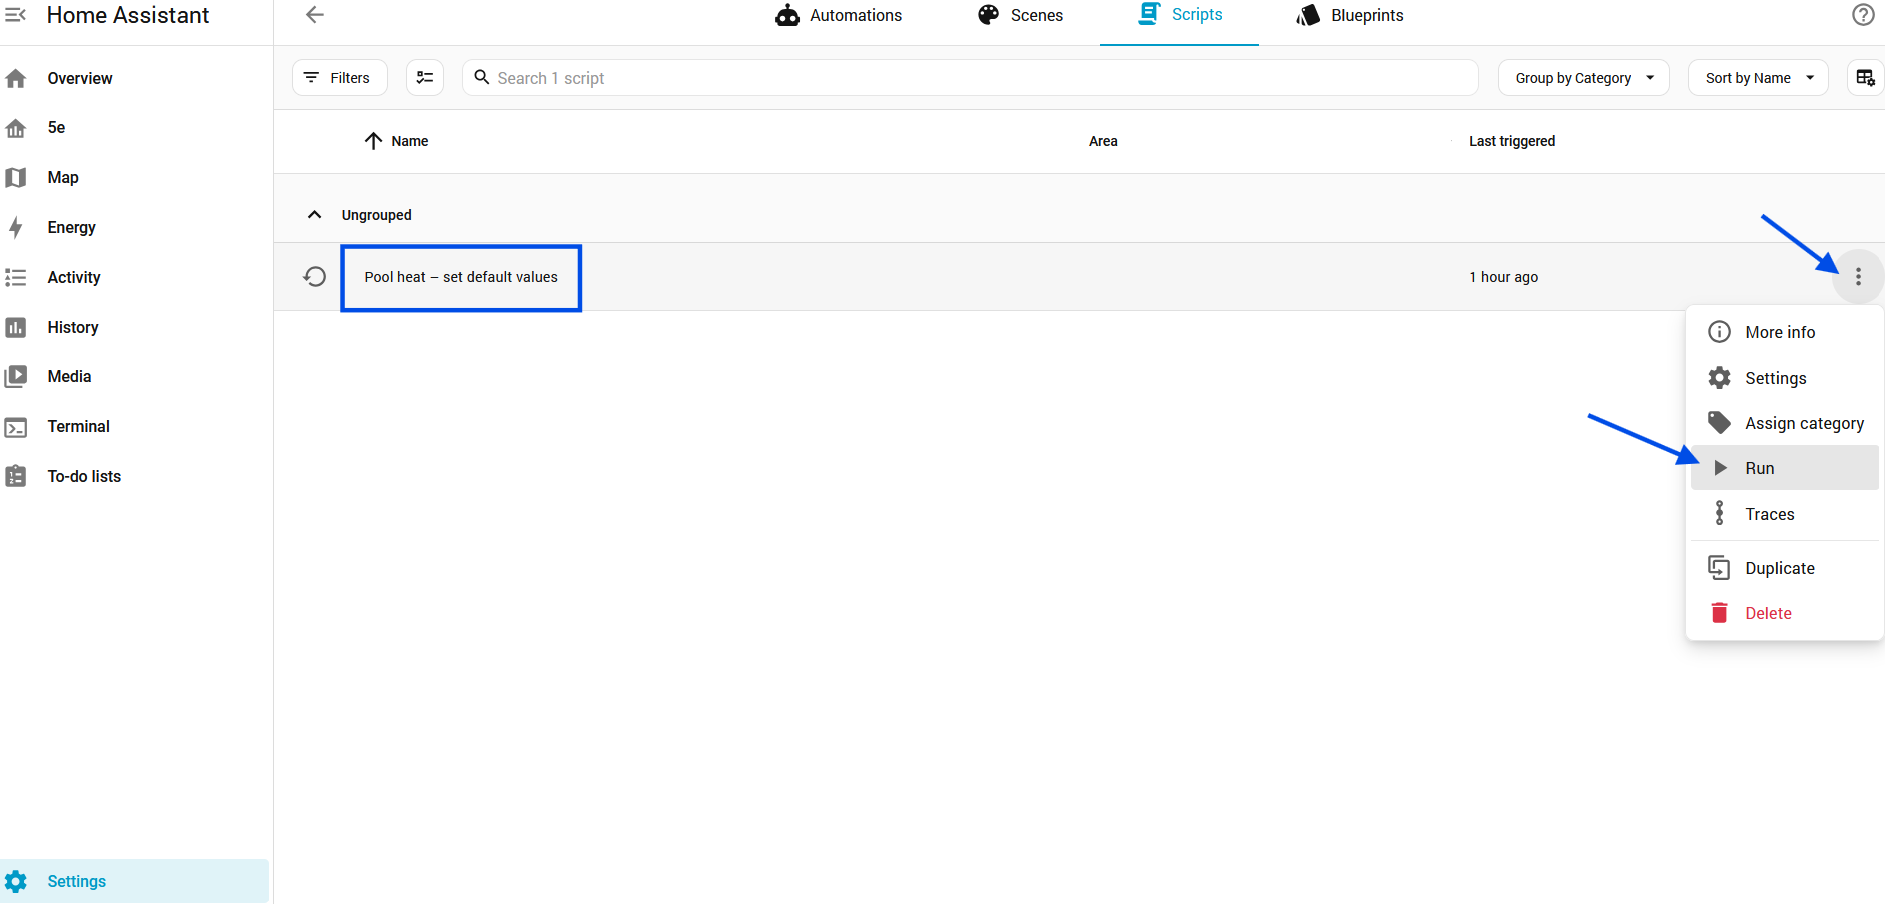 Home Assistant
Automations
Scenes
Scripts
Blueprints
Overview
5e
Map
Energy
Activity
History
Media
Terminal
To-do lists
Settings
Filters
Search 1 script
Group by Category
Sort by Name
Name
Area
Last triggered
Ungrouped
Pool heat – set default values
1 hour ago
More info
Settings
Assign category
Run
Traces
Duplicate
Delete